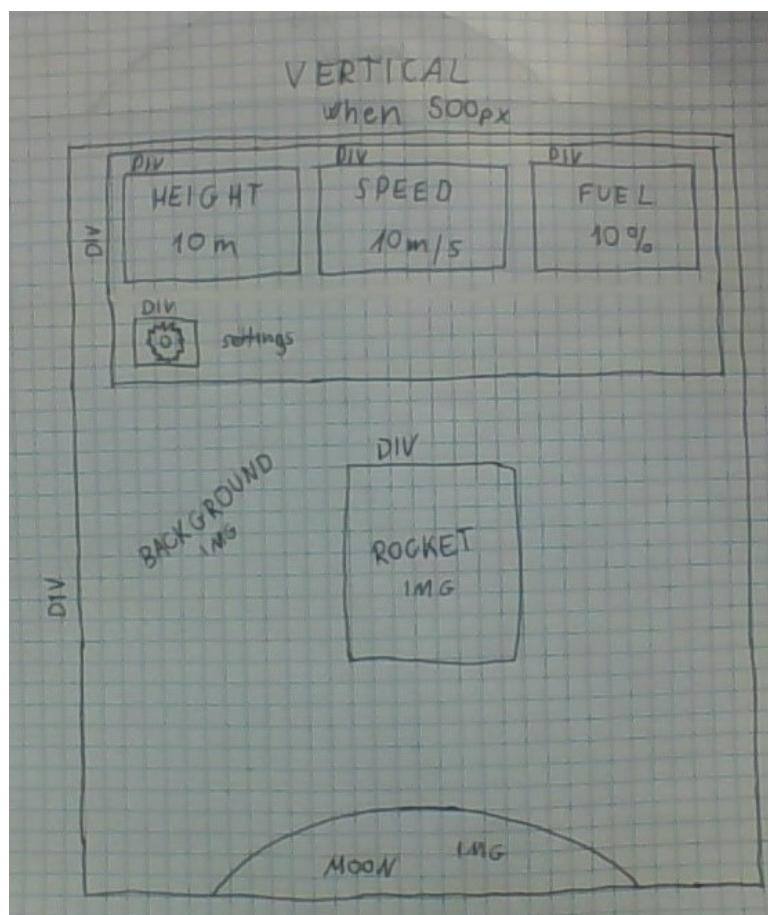 VERTICAL
when 500px
DIV DIV DIV
HEIGHT SPEED FUEL
10m 10m/s 10%
DIV
DIV
settings
DIV
BACKGROUND
IMG
ROCKET
IMG
DIV
MOON IMG